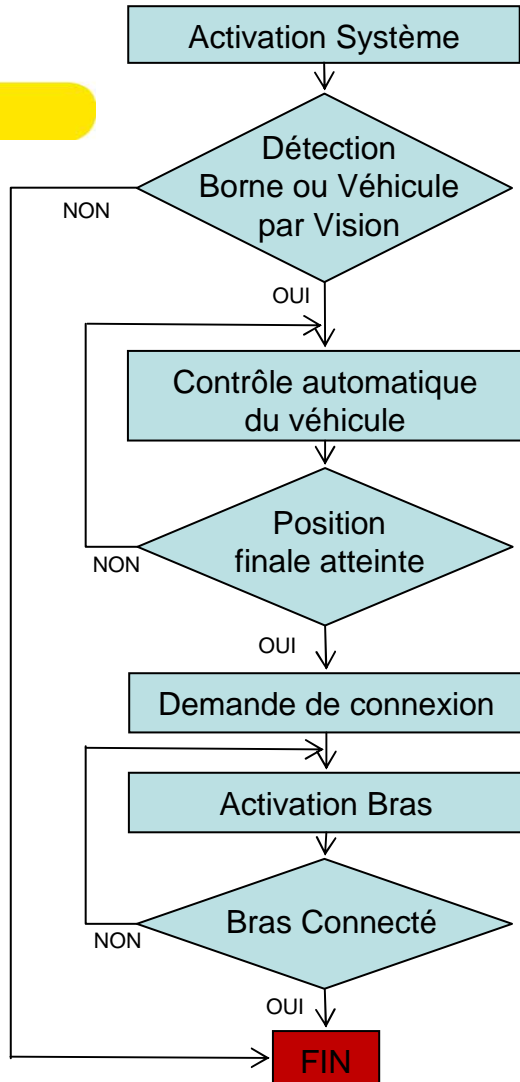 Activation Système
Détection
Borne ou Véhicule
par Vision
NON
OUI
Contrôle automatique
du véhicule
Position
finale atteinte
NON
OUI
Demande de connexion
Activation Bras
Bras Connecté
NON
OUI
FIN